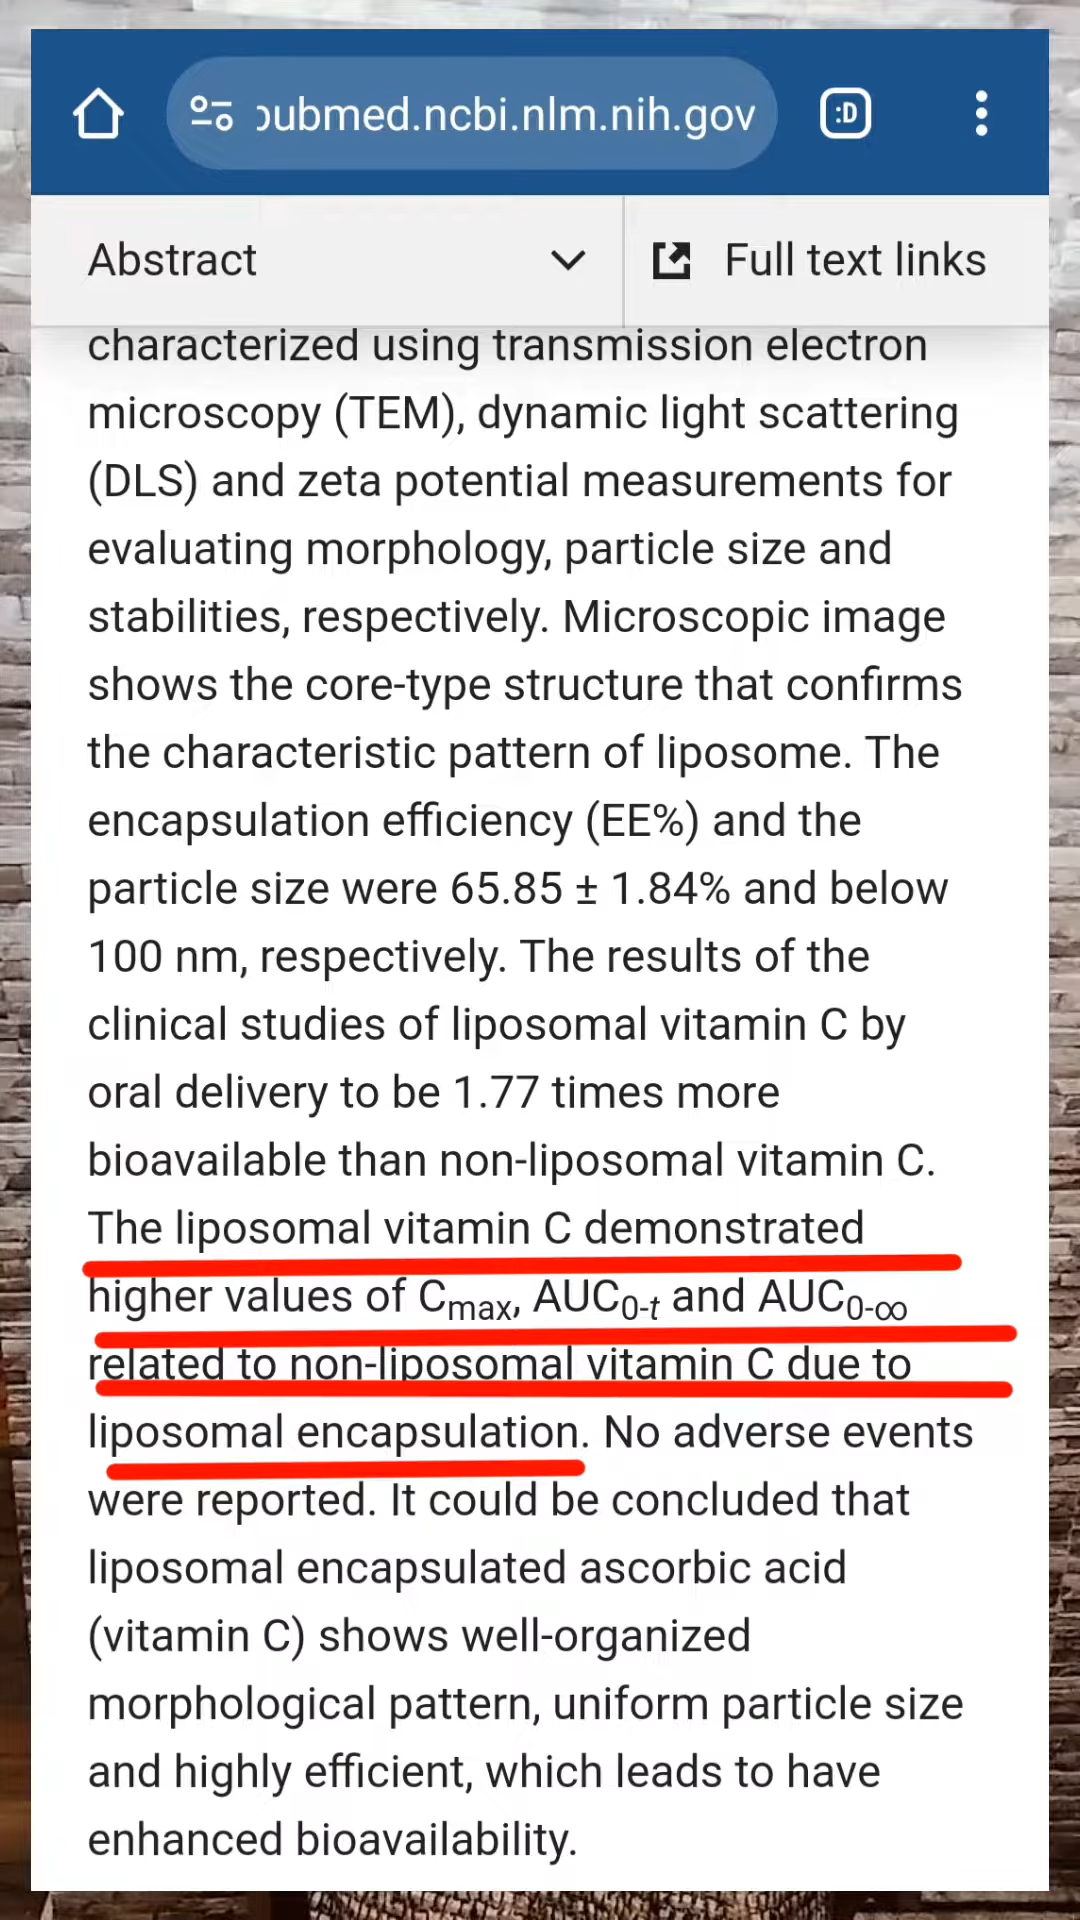 pubmed.ncbi.nlm.nih.gov
:D
Abstract
Full text links
characterized using transmission electron
microscopy (TEM), dynamic light scattering
(DLS) and zeta potential measurements for
evaluating morphology, particle size and
stabilities, respectively. Microscopic image
shows the core-type structure that confirms
the characteristic pattern of liposome. The
encapsulation efficiency (EE%) and the
particle size were 65.85 ± 1.84% and below
100 nm, respectively. The results of the
clinical studies of liposomal vitamin C by
oral delivery to be 1.77 times more
bioavailable than non-liposomal vitamin C.
The liposomal vitamin C demonstrated
higher values of Cmax, AUC0-t and AUC0-∞
related to non-liposomal vitamin C due to
liposomal encapsulation. No adverse events
were reported. It could be concluded that
liposomal encapsulated ascorbic acid
(vitamin C) shows well-organized
morphological pattern, uniform particle size
and highly efficient, which leads to have
enhanced bioavailability.